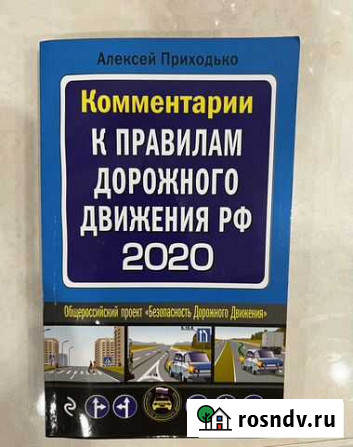 Алексей Приходько
Комментарии
К ПРАВИЛАМ
ДОРОЖНОГО
ДВИЖЕНИЯ РФ
2020
Общероссийский проект «Безопасность Дорожного Движения»
rosndv.ru